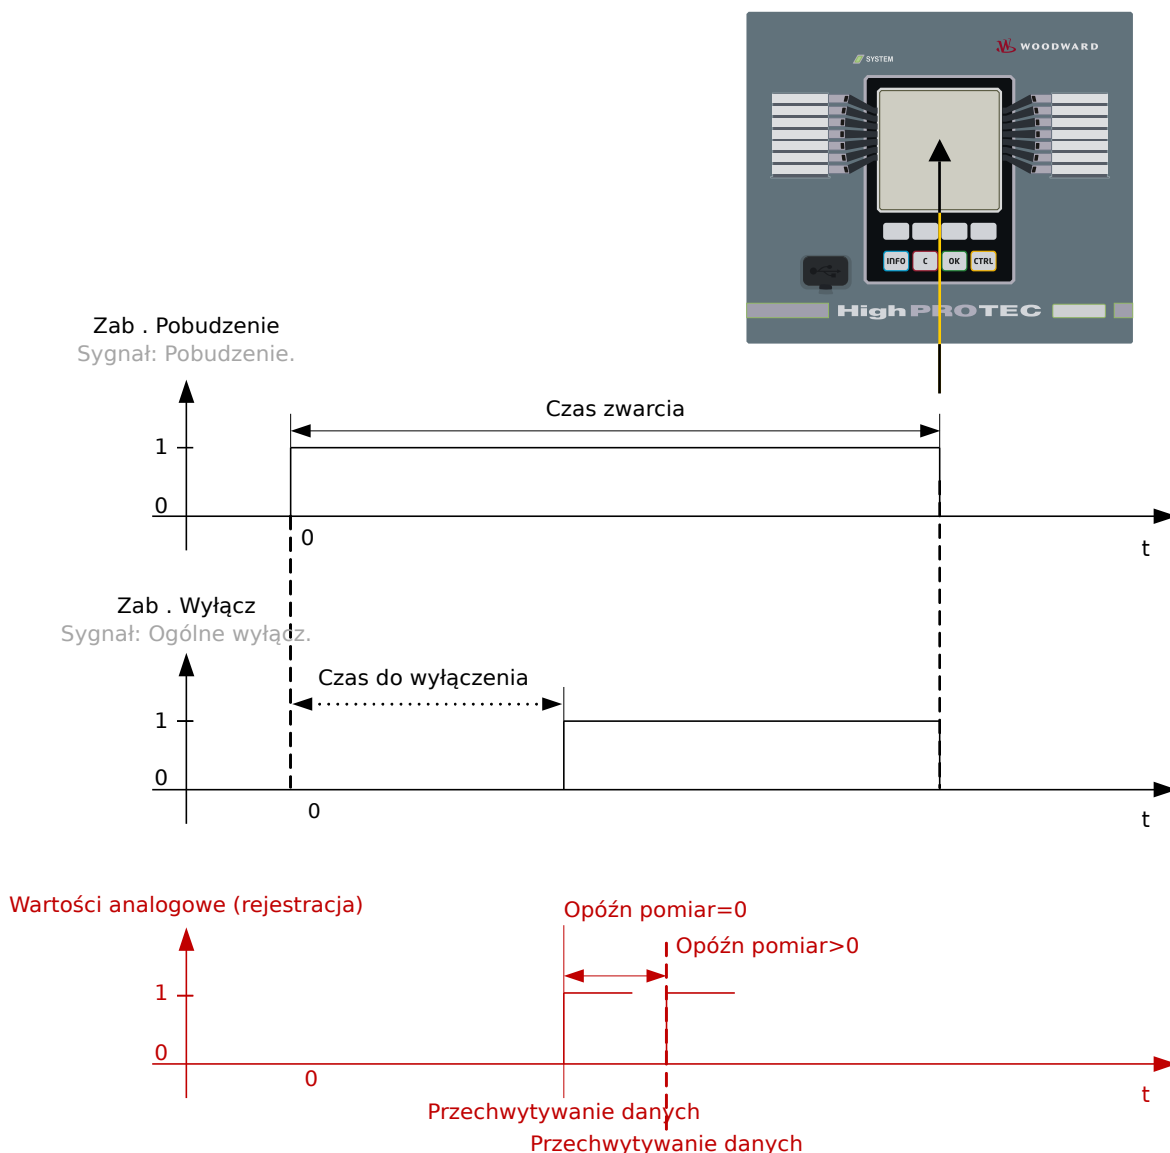 WOODWARD
SYSTEM
INFO C OK CTRL
HighPROTEC
Zab . Pobudzenie
Sygnał: Pobudzenie.
Czas zwarcia
1
0
0
t
Zab . Wyłącz
Sygnał: Ogólne wyłącz.
Czas do wyłączenia
1
0
0
t
Wartości analogowe (rejestracja)
Opóźn pomiar=0
Opóźn pomiar>0
1
0
0
t
Przechwytywanie danych
Przechwytywanie danych